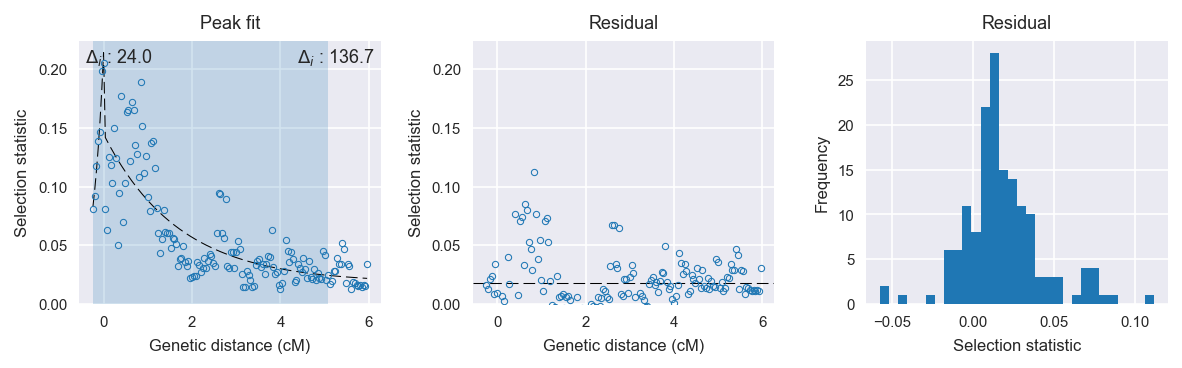 Peak fit
Δᵢ : 24.0
Δᵢ : 136.7
0.20
0.15
0.10
0.05
0.00
Selection statistic
0
2
4
6
Genetic distance (cM)
Residual
0.20
0.15
0.10
0.05
0.00
Selection statistic
0
2
4
6
Genetic distance (cM)
Residual
25
20
15
10
5
0
Frequency
−0.05
0.00
0.05
0.10
Selection statistic